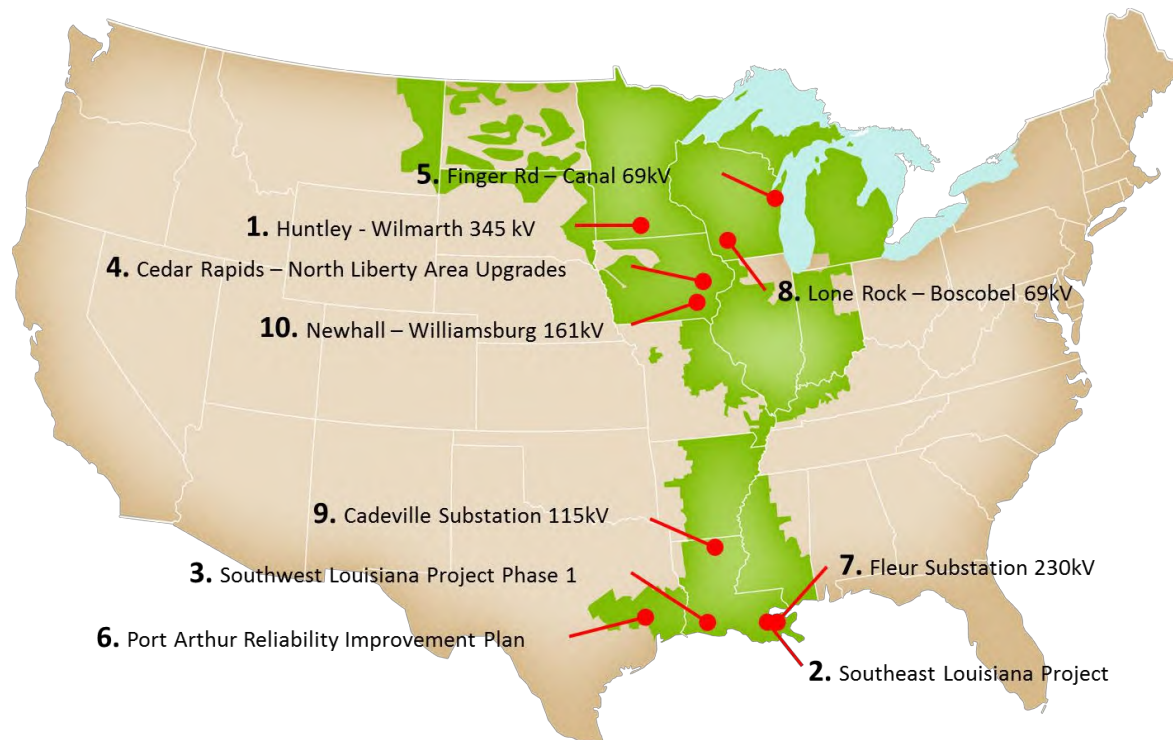 5. Finger Rd – Canal 69kV
1. Huntley - Wilmarth 345 kV
4. Cedar Rapids – North Liberty Area Upgrades
8. Lone Rock – Boscobel 69kV
10. Newhall – Williamsburg 161kV
9. Cadeville Substation 115kV
7. Fleur Substation 230kV
3. Southwest Louisiana Project Phase 1
6. Port Arthur Reliability Improvement Plan
2. Southeast Louisiana Project